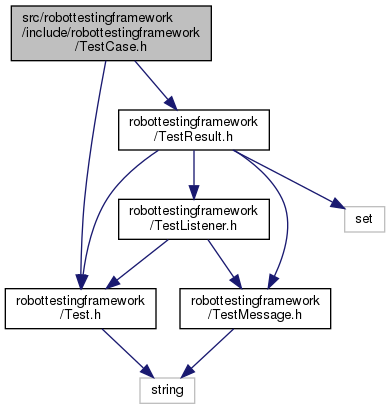 src/robottestingframework
/include/robottestingframework
/TestCase.h
robottestingframework
/TestResult.h
robottestingframework
/TestListener.h
set
robottestingframework
/Test.h
robottestingframework
/TestMessage.h
string